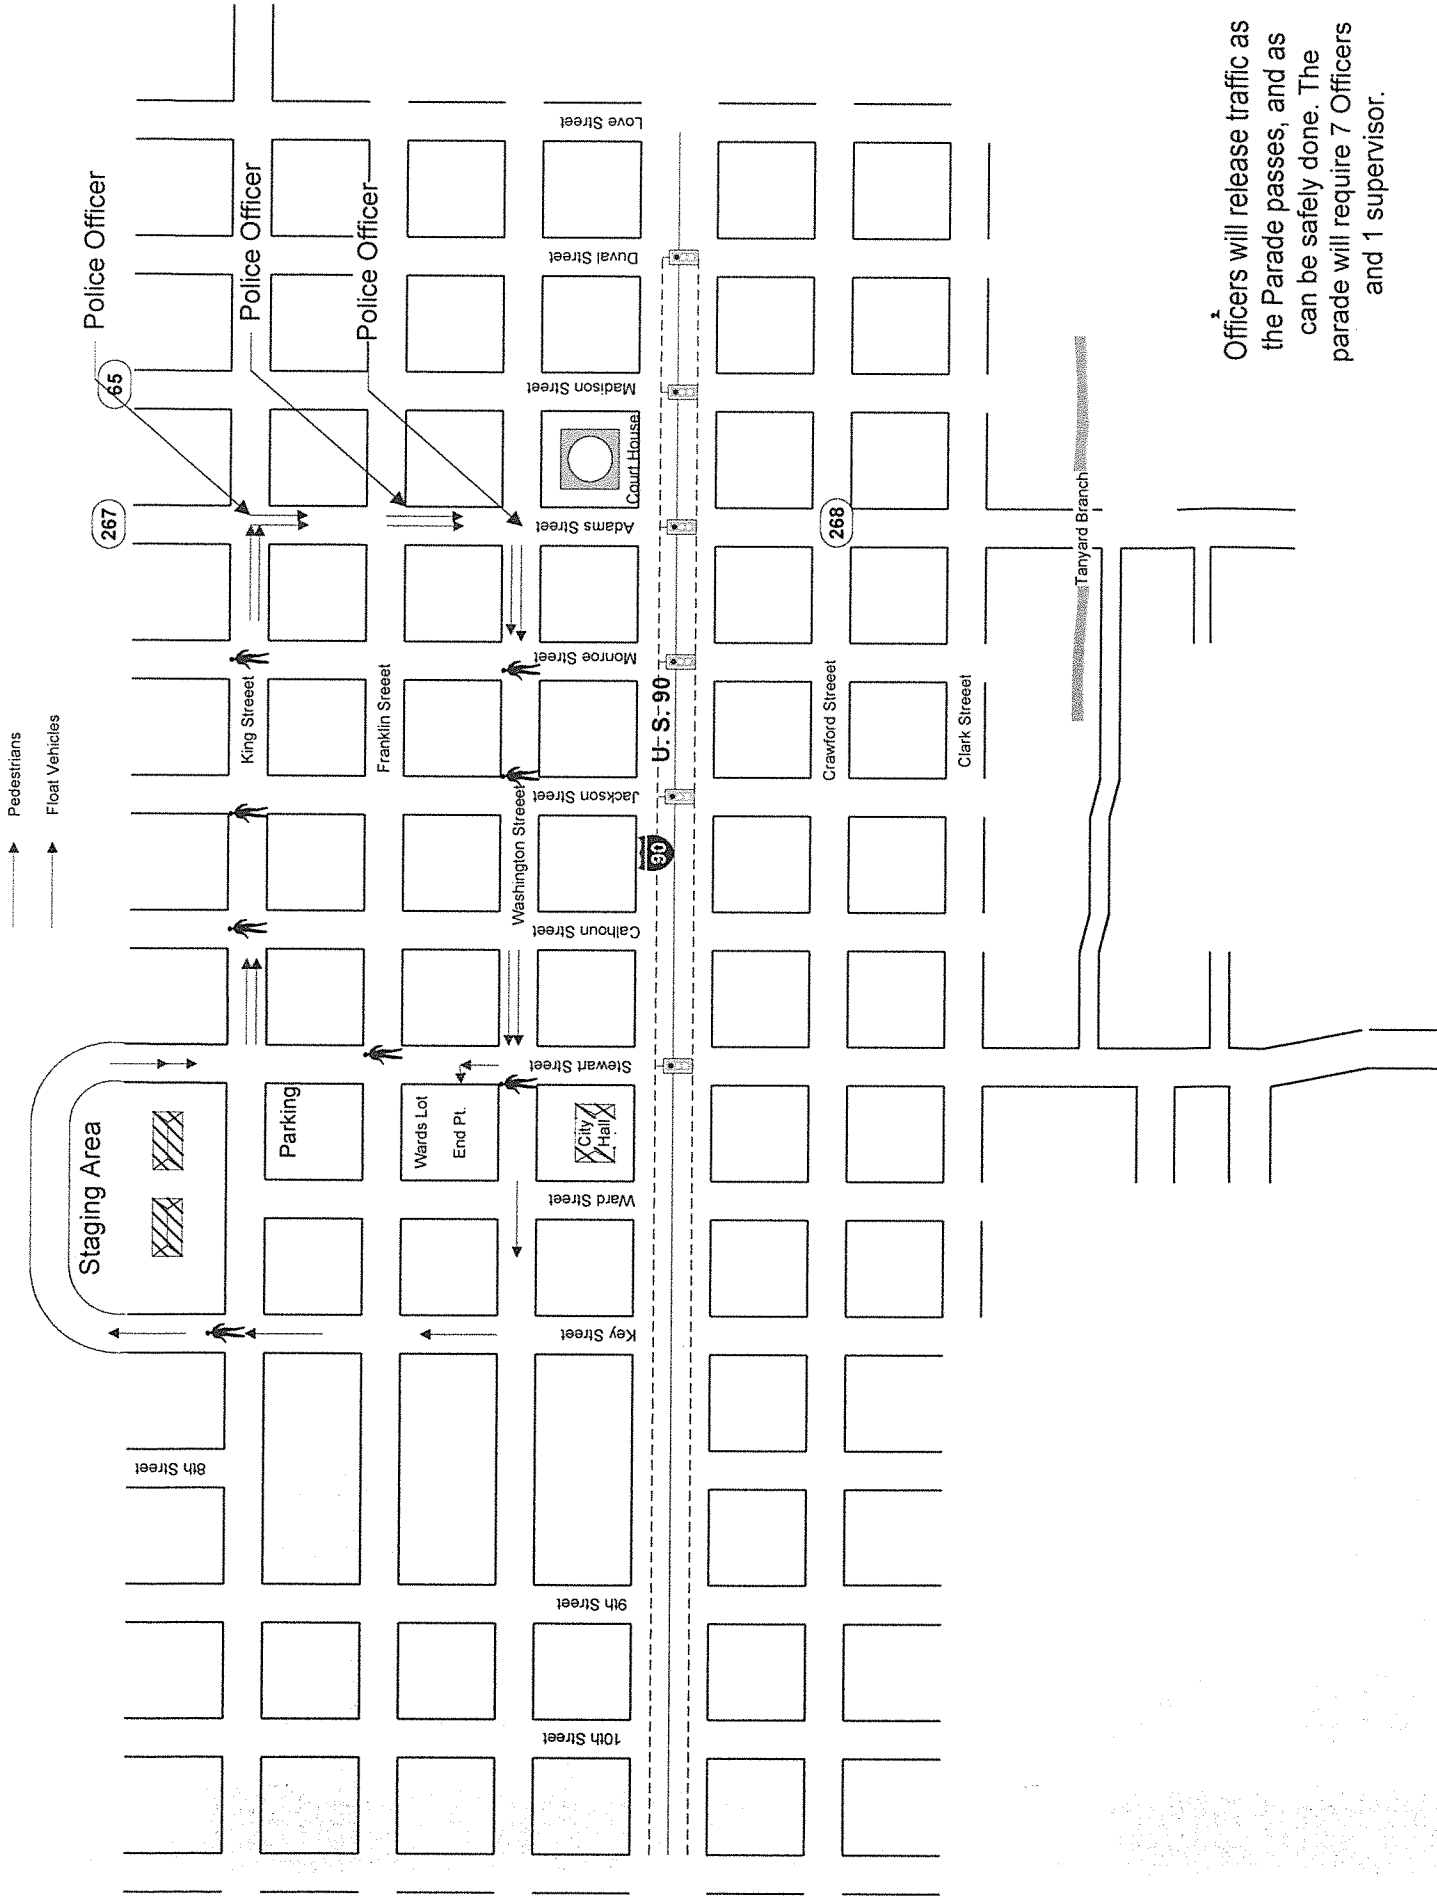 Pedestrians
Float Vehicles
Police Officer
Police Officer
Police Officer
65
267
268
Staging Area
Parking
Wards Lot
End Pt.
City
Hall
Court House
King Street
Franklin Sreeet
Washington Streeet
U. S. 90
90
Crawford Streeet
Clark Streeet
Tanyard Branch
Love Street
Duval Street
Madison Street
Adams Street
Monroe Street
Jackson Street
Calhoun Street
Stewart Street
Ward Street
Key Street
8th Street
9th Street
10th Street
Officers will release traffic as
the Parade passes, and as
can be safely done. The
parade will require 7 Officers
and 1 supervisor.